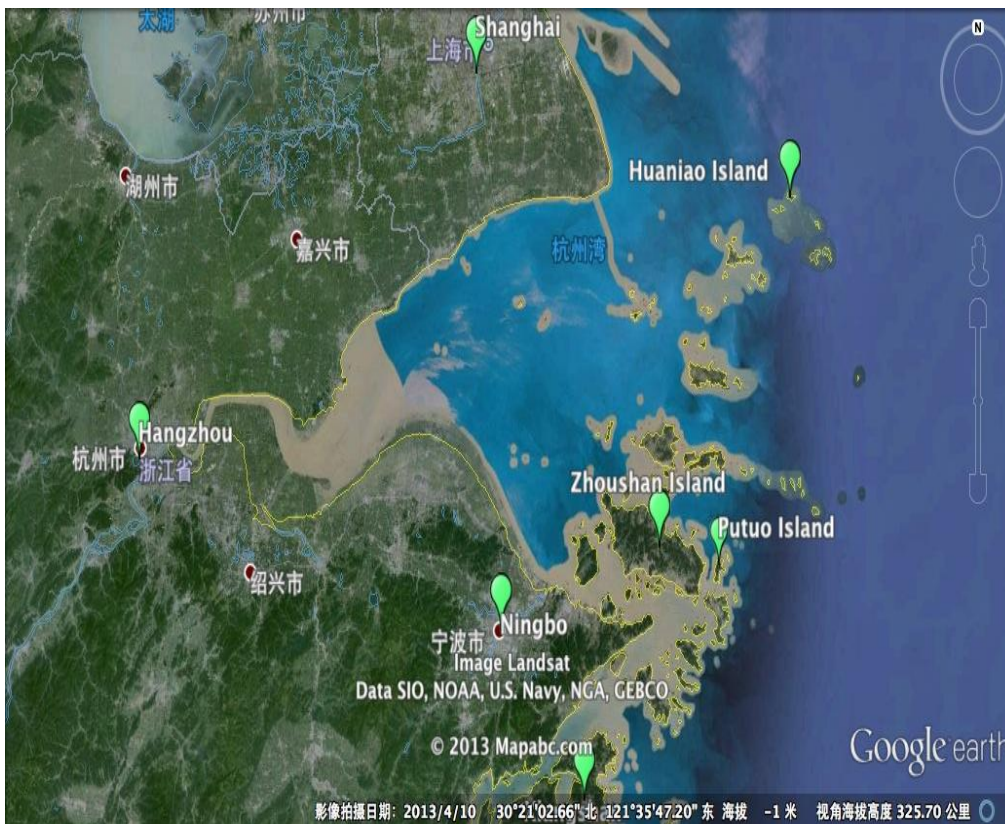 苏州市
太湖
Shanghai
上海市
N
Huaniao Island
湖州市
嘉兴市
杭州湾
Hangzhou
杭州市
浙江省
Zhoushan Island
Putuo Island
绍兴市
Ningbo
宁波市
Image Landsat
Data SIO, NOAA, U.S. Navy, NGA, GEBCO
© 2013 Mapabc.com
Google earth
影像拍摄日期: 2013/4/10 30°21'02.66" 北 121°35'47.20" 东 海拔 -1 米 视角海拔高度 325.70 公里